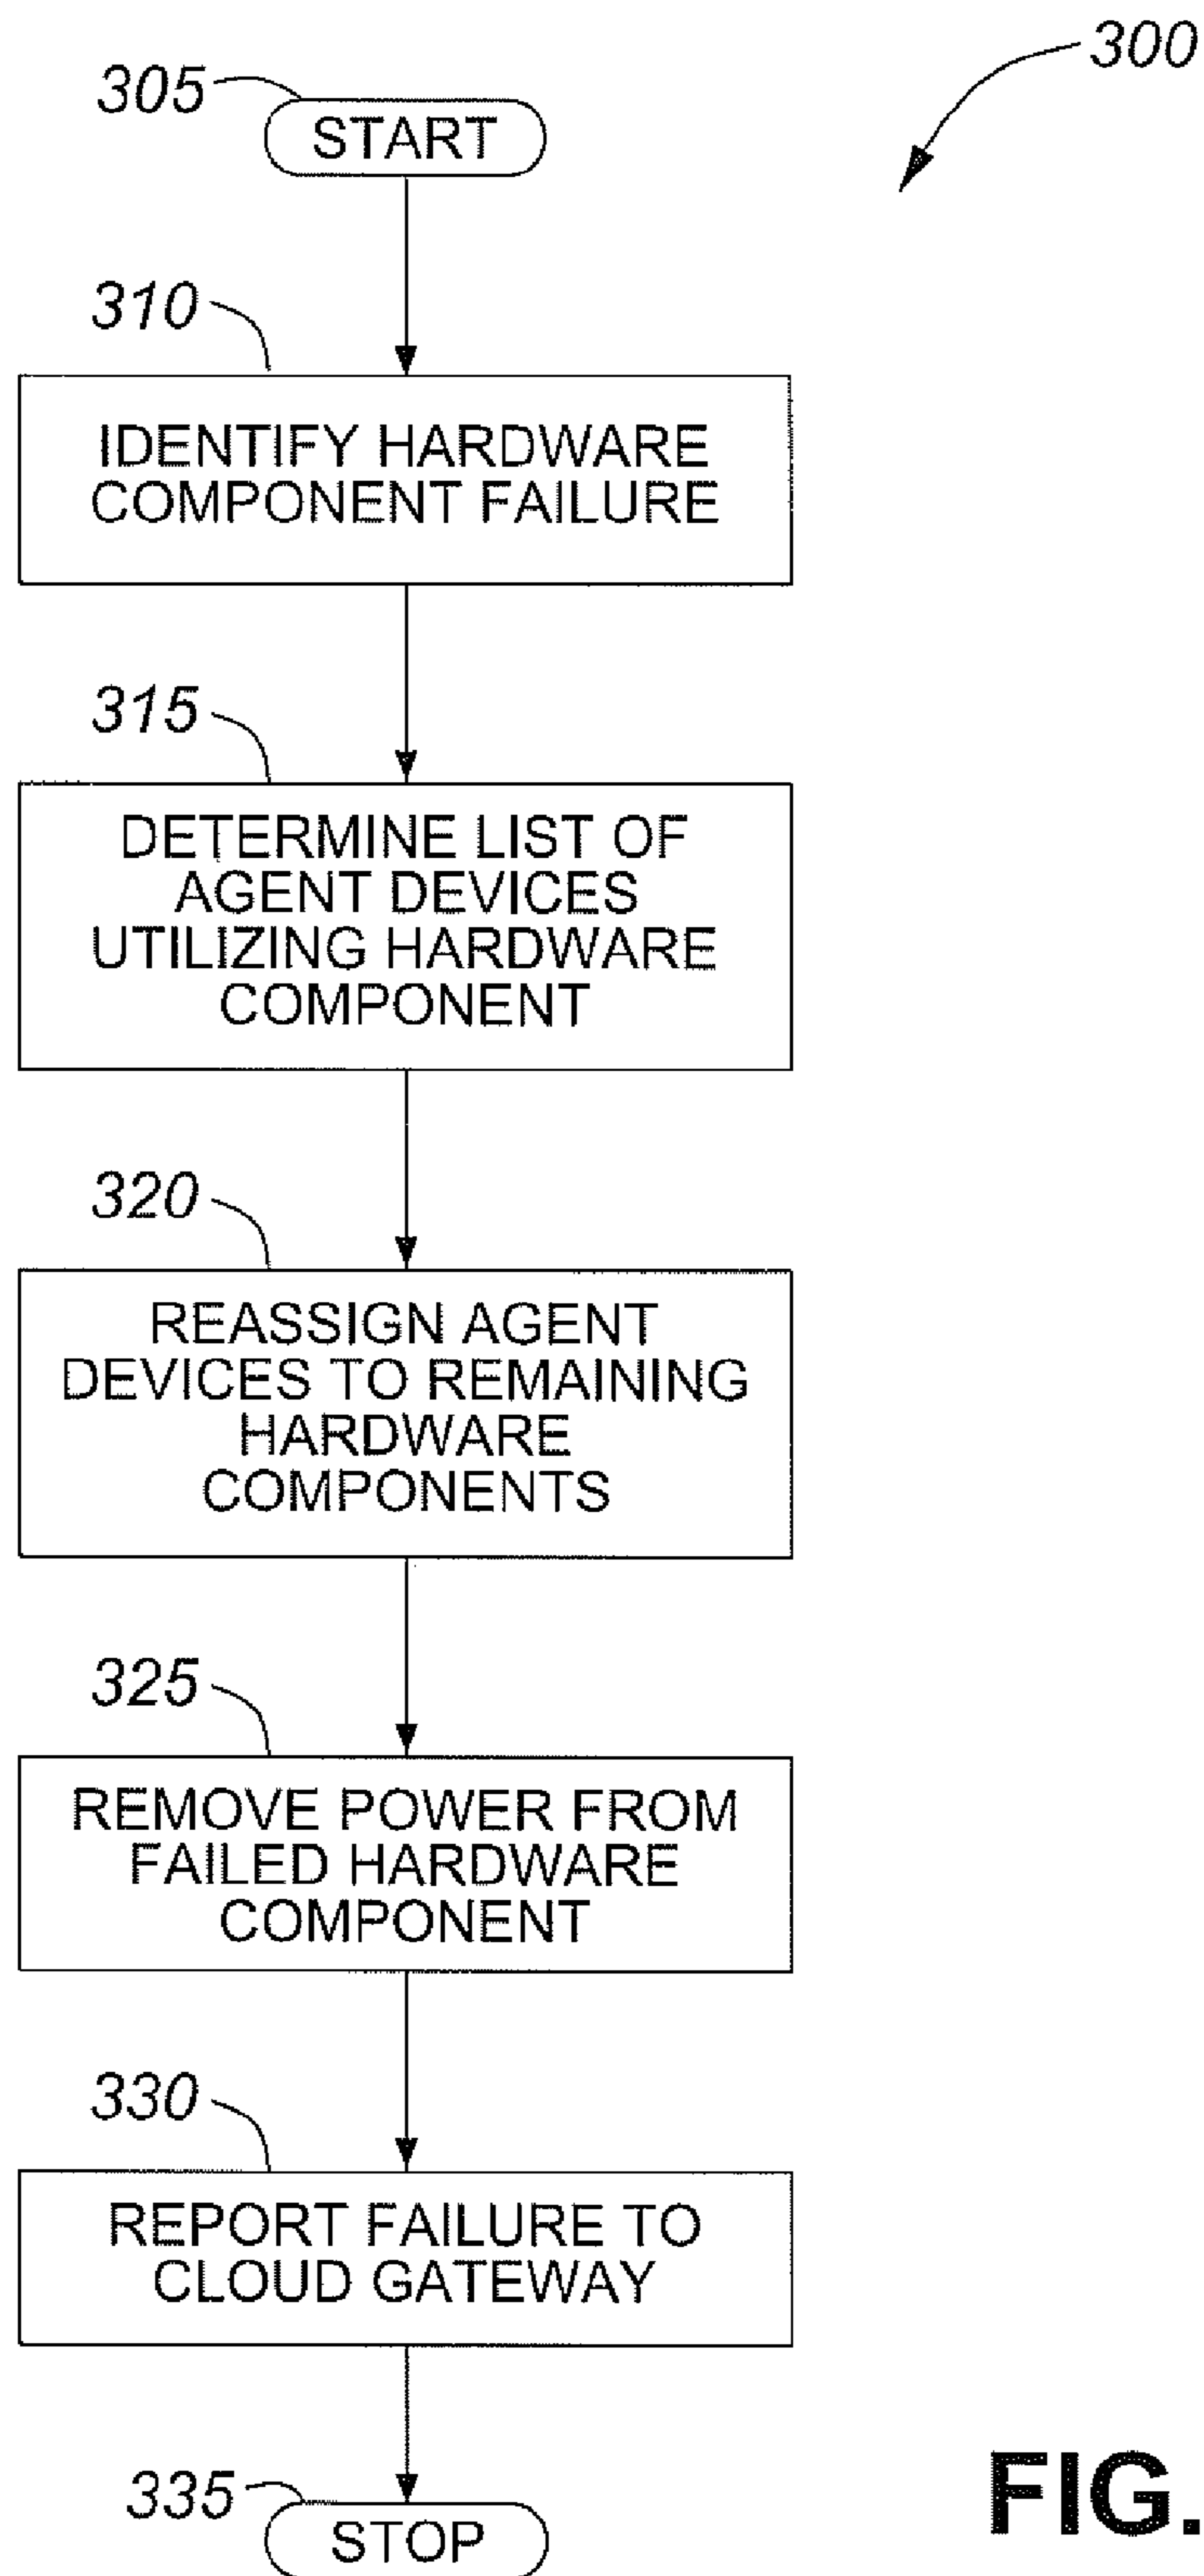 300
305
START
310
IDENTIFY HARDWARE
COMPONENT FAILURE
315
DETERMINE LIST OF
AGENT DEVICES
UTILIZING HARDWARE
COMPONENT
320
REASSIGN AGENT
DEVICES TO REMAINING
HARDWARE
COMPONENTS
325
REMOVE POWER FROM
FAILED HARDWARE
COMPONENT
330
REPORT FAILURE TO
CLOUD GATEWAY
335
STOP
FIG.